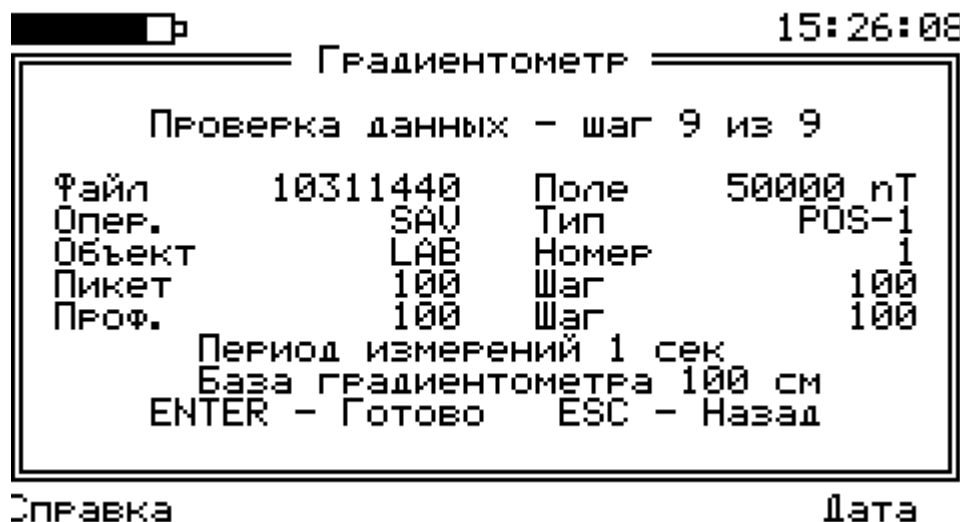 15:26:08
Градиентометр
Проверка данных - шаг 9 из 9
Файл 10311440 Поле 50000 nT
Опер. SAV Тип POS-1
Объект LAB Номер 1
Пикет 100 Шаг 100
Проф. 100 Шаг 100
Период измерений 1 сек
База градиентометра 100 см
ENTER - Готово ESC - Назад
Справка Дата